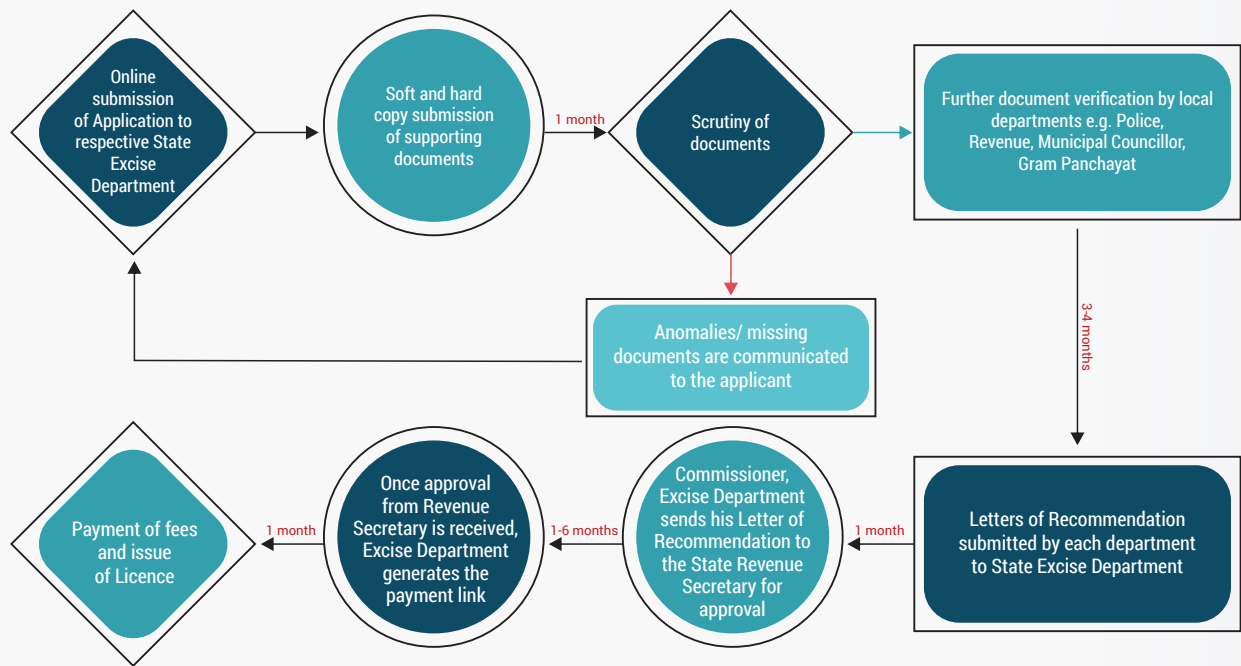 Online
submission
of Application to
respective State
Excise
Department
Soft and hard
copy submission
of supporting
documents
1 month
Scrutiny of
documents
Further document verification by local
departments e.g. Police,
Revenue, Municipal Councillor,
Gram Panchayat
Anomalies/ missing
documents are communicated
to the applicant
3-4 months
Letters of Recommendation
submitted by each department
to State Excise Department
1 month
Commissioner,
Excise Department
sends his Letter of
Recommendation to
the State Revenue
Secretary for
approval
1-6 months
Once approval
from Revenue
Secretary is received,
Excise Department
generates the
payment link
1 month
Payment of fees
and issue
of Licence